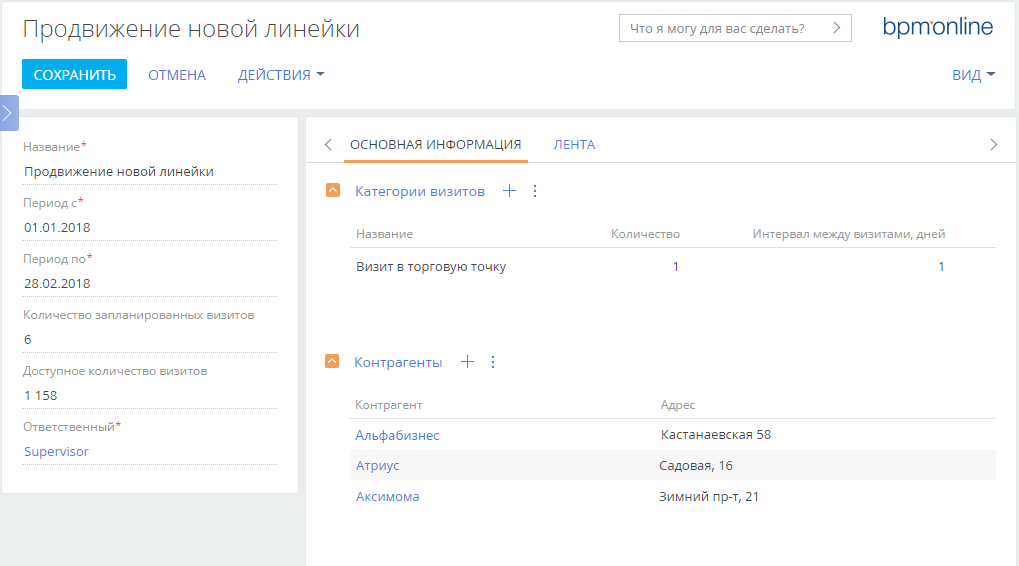 Продвижение новой линейки
Что я могу для вас сделать?
bpmonline
СОХРАНИТЬ ОТМЕНА ДЕЙСТВИЯ ВИД
Название*
Продвижение новой линейки
Период с*
01.01.2018
Период по*
28.02.2018
Количество запланированных визитов
6
Доступное количество визитов
1 158
Ответственный*
Supervisor
ОСНОВНАЯ ИНФОРМАЦИЯ ЛЕНТА
Категории визитов
Название Количество Интервал между визитами, дней
Визит в торговую точку 1 1
Контрагенты
Контрагент Адрес
Альфабизнес Кастанаевская 58
Атриус Садовая, 16
Аксимома Зимний пр-т, 21